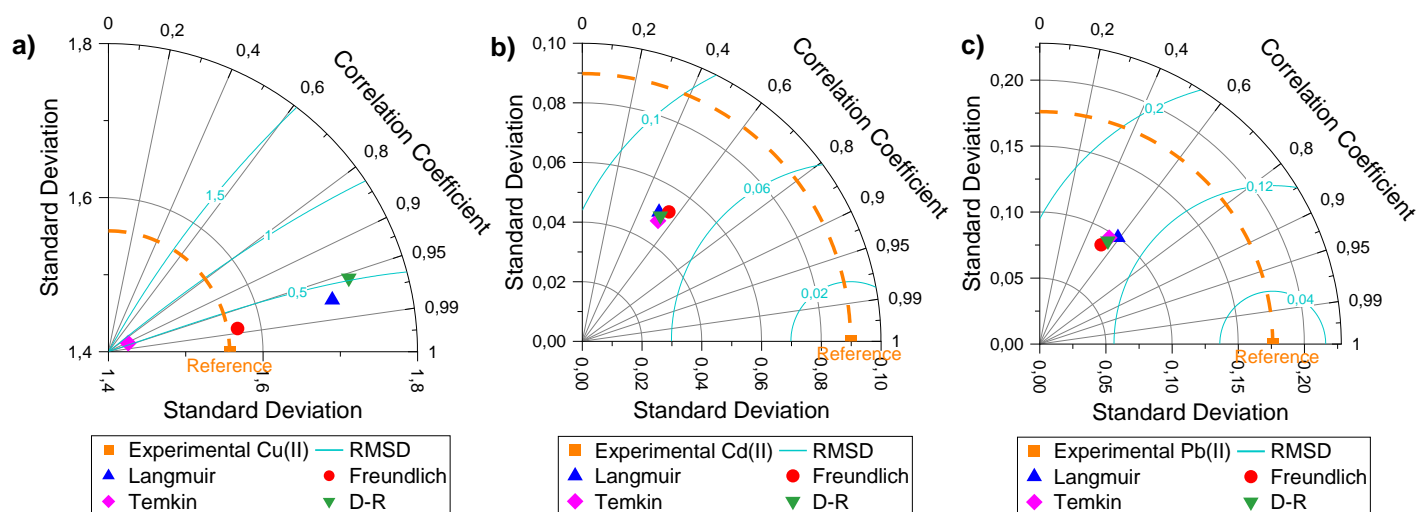 a)
Standard Deviation
1,8
1,6
1,4
0
0,2
0,4
0,6
0,8
0,9
0,95
0,99
1
Correlation Coefficient
1,5
1
0,5
Reference
1,4
1,6
1,8
Standard Deviation
Experimental Cu(II) RMSD
Langmuir Freundlich
Temkin D-R
b)
Standard Deviation
0,10
0,08
0,06
0,04
0,02
0,00
0
0,2
0,4
0,6
0,8
0,9
0,95
0,99
1
Correlation Coefficient
0,1
0,06
0,02
Reference
0,00
0,02
0,04
0,06
0,08
0,10
Standard Deviation
Experimental Cd(II) RMSD
Langmuir Freundlich
Temkin D-R
c)
Standard Deviation
0,20
0,15
0,10
0,05
0,00
0
0,2
0,4
0,6
0,8
0,9
0,95
0,99
1
Correlation Coefficient
0,2
0,12
0,04
Reference
0,00
0,05
0,10
0,15
0,20
Standard Deviation
Experimental Pb(II) RMSD
Langmuir Freundlich
Temkin D-R